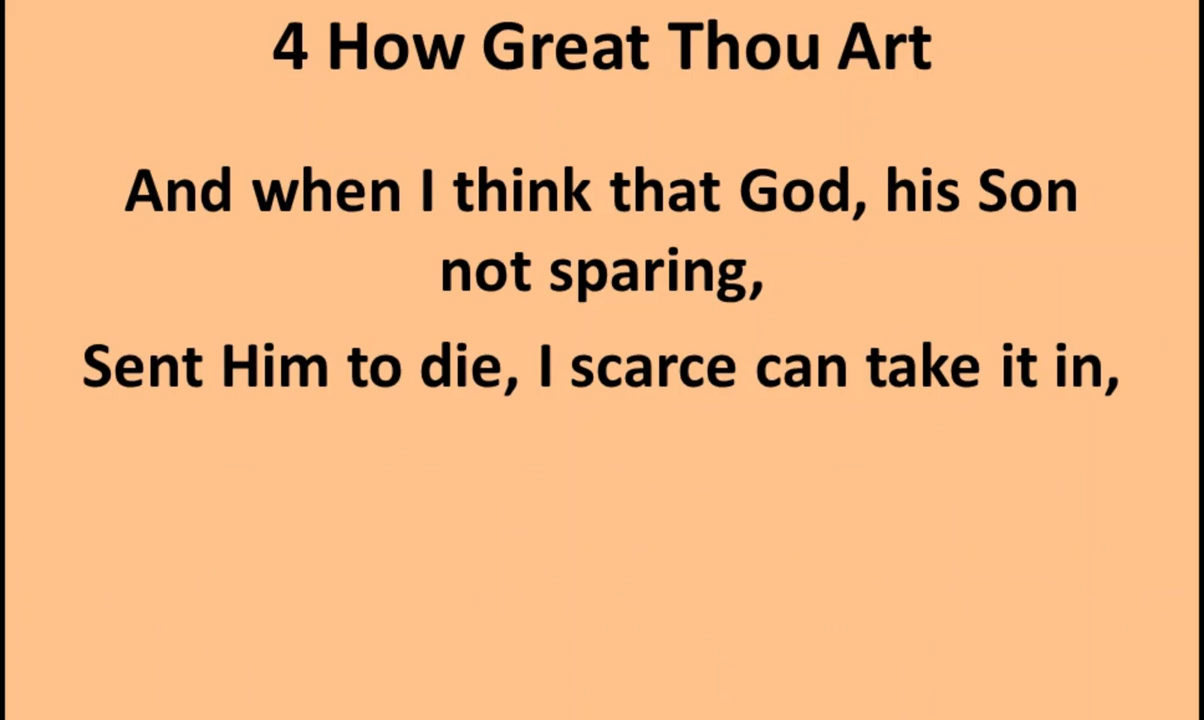 4 How Great Thou Art
And when I think that God, his Son
not sparing,
Sent Him to die, I scarce can take it in,